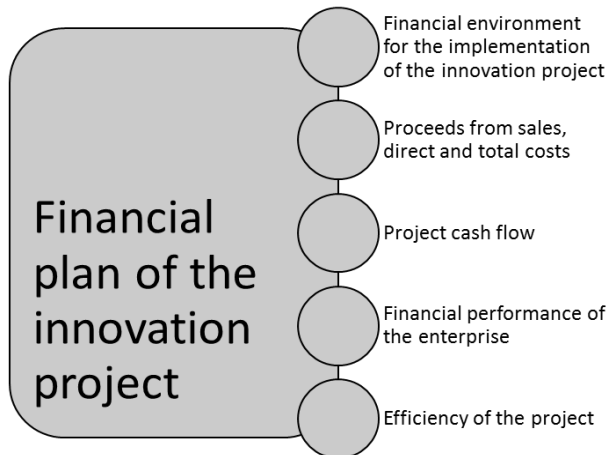 Financial plan of the
innovation
project
Financial environment
for the implementation
of the innovation project
Proceeds from sales,
direct and total costs
Project cash flow
Financial performance of
the enterprise
Efficiency of the project